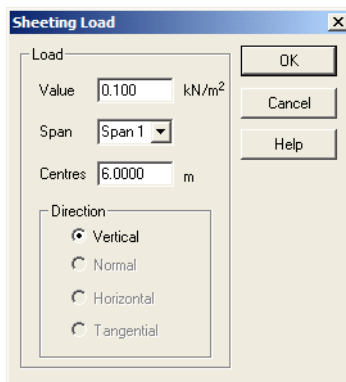 Sheeting Load
Load
Value 0.100 kN/m²
Span Span 1
Centres 6.0000 m
Direction
Vertical
Normal
Horizontal
Tangential
OK
Cancel
Help